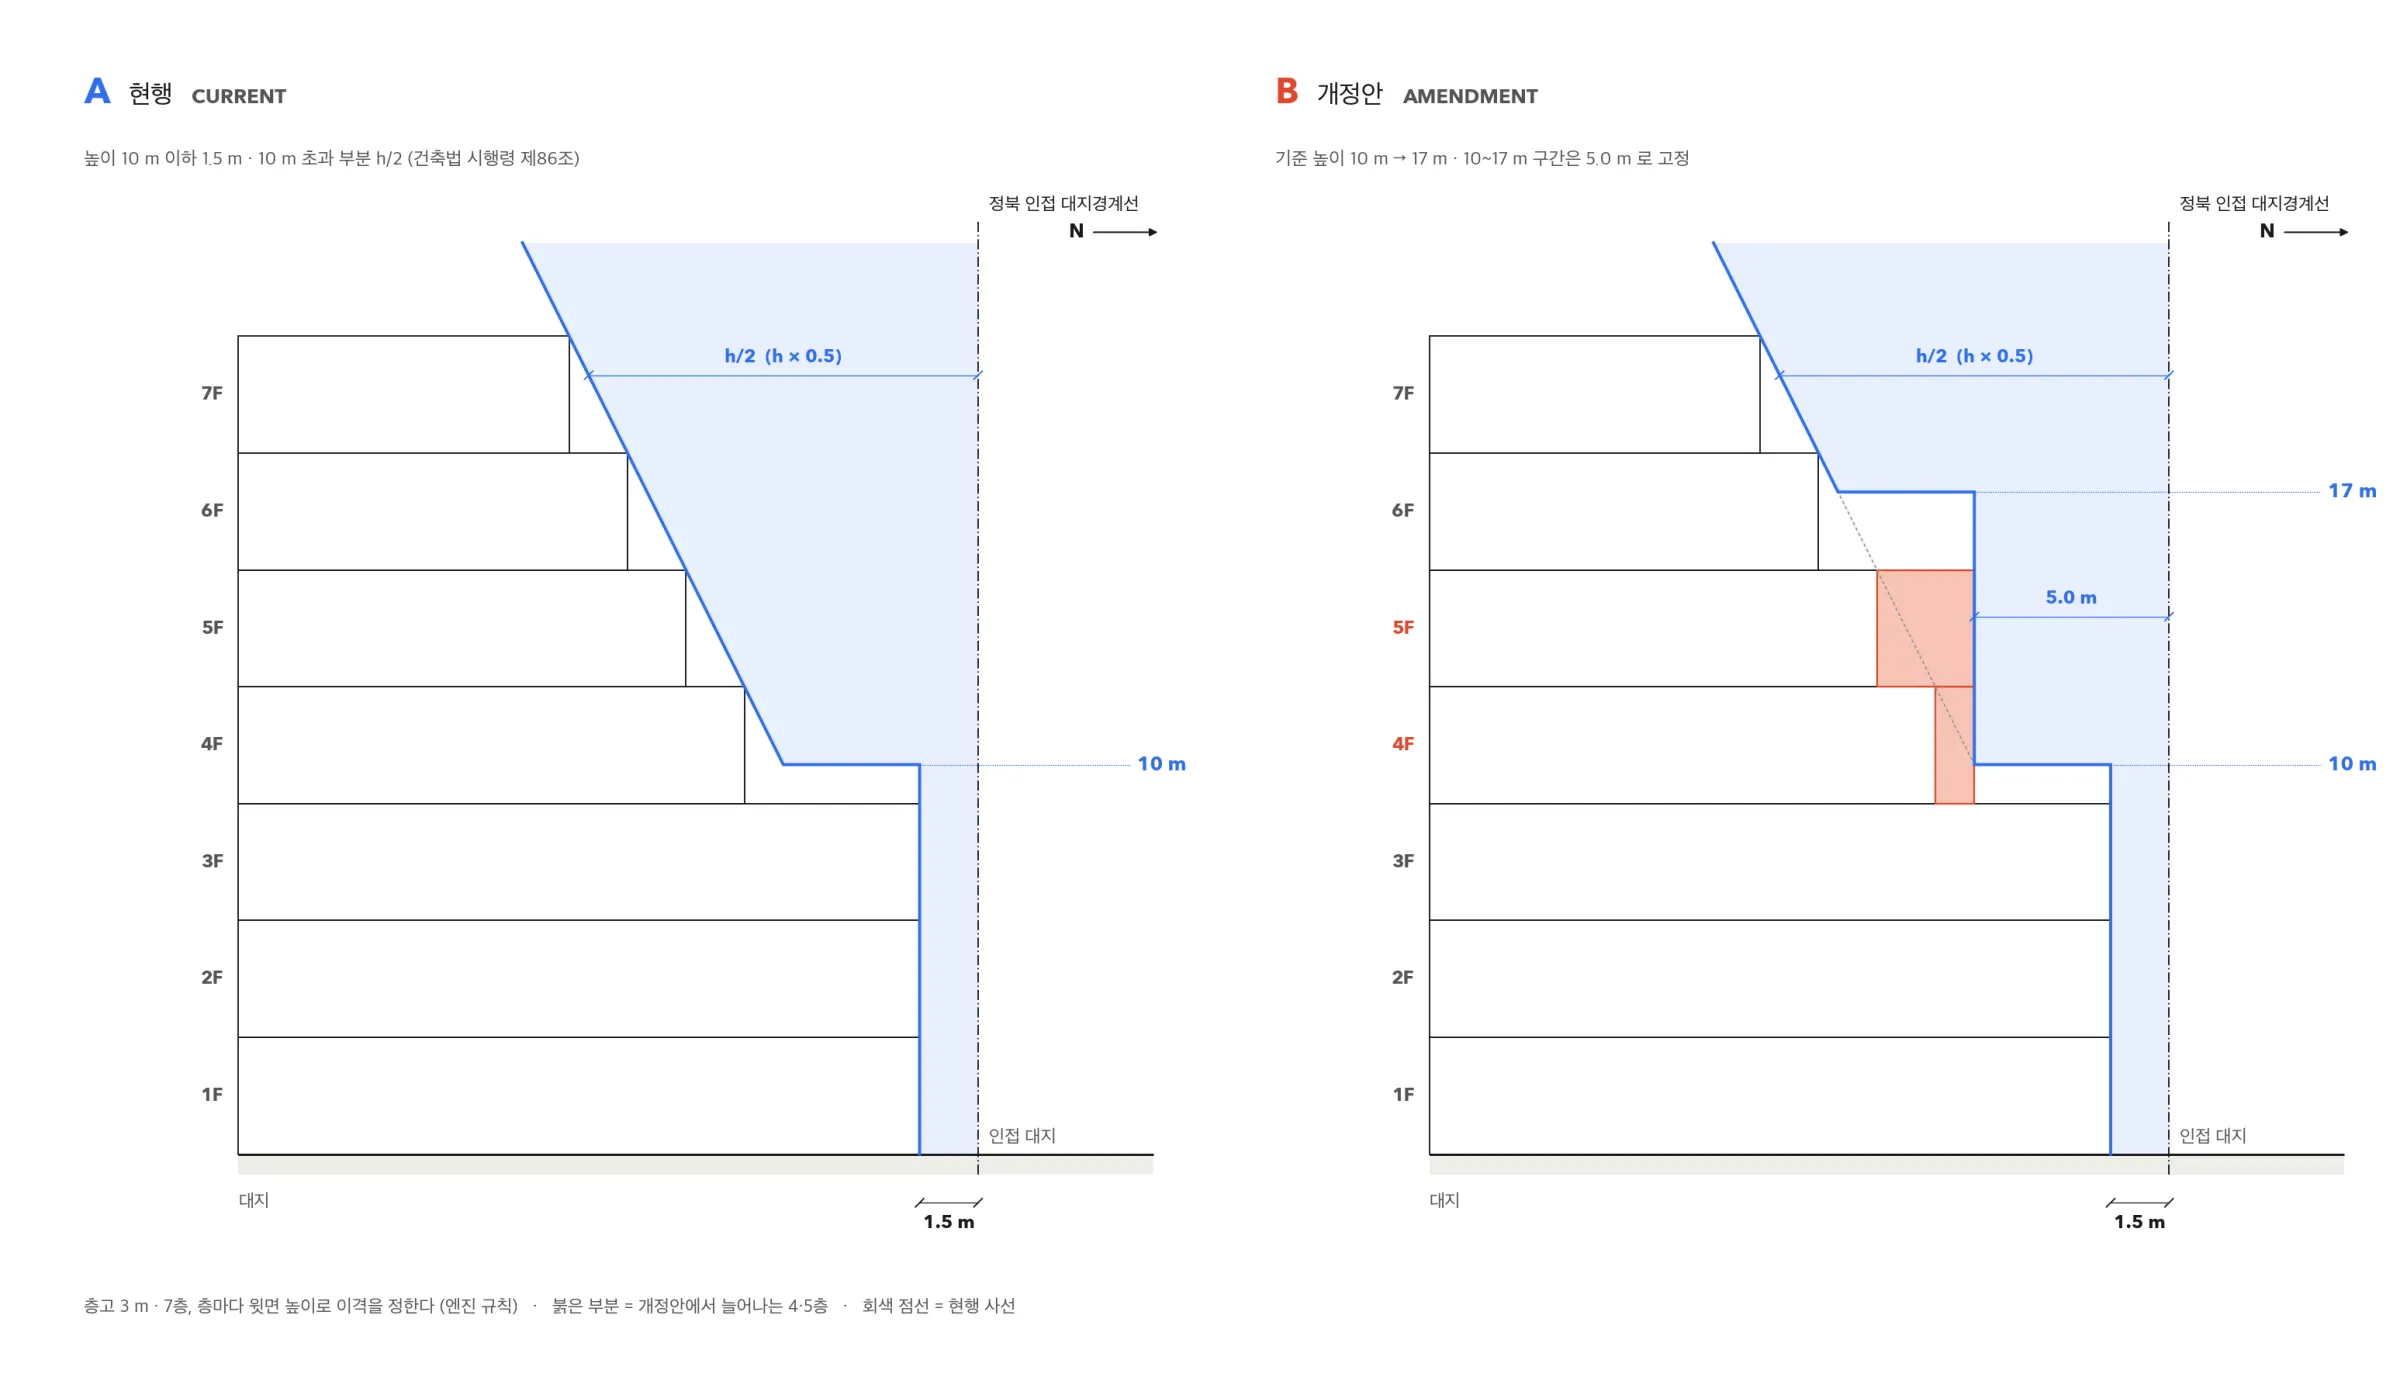 A 현행 CURRENT
높이 10 m 이하 1.5 m · 10 m 초과 부분 h/2 (건축법 시행령 제86조)
정북 인접 대지경계선
N
h/2 (h × 0.5)
7F
6F
5F
4F
10 m
3F
2F
1F
인접 대지
대지
1.5 m
B 개정안 AMENDMENT
기준 높이 10 m → 17 m · 10~17 m 구간은 5.0 m 로 고정
정북 인접 대지경계선
N
h/2 (h × 0.5)
7F
17 m
6F
5.0 m
5F
4F
10 m
3F
2F
1F
인접 대지
대지
1.5 m
층고 3 m · 7층, 층마다 윗면 높이로 이격을 정한다 (엔진 규칙) · 붉은 부분 = 개정안에서 늘어나는 4·5층 · 회색 점선 = 현행 사선